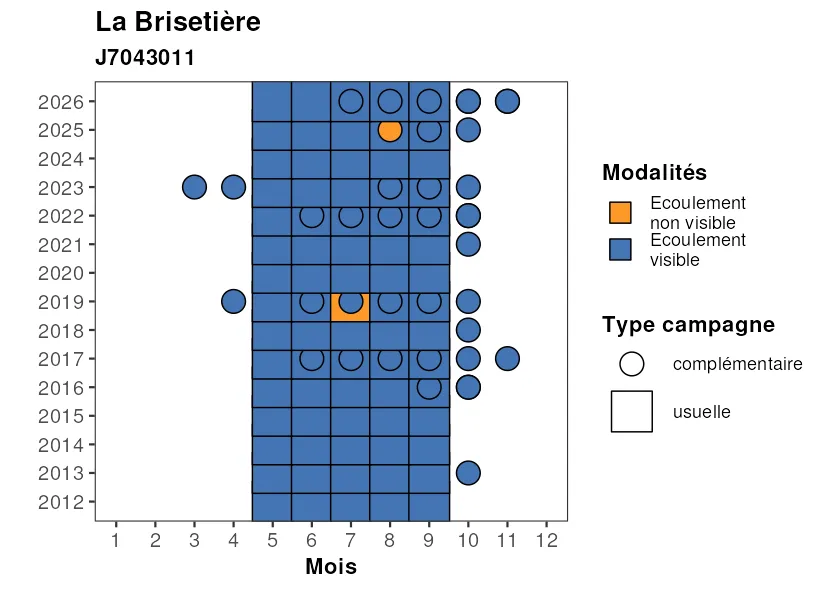 La Brisetière
J7043011
2026
2025
2024
2023
2022
2021
2020
2019
2018
2017
2016
2015
2014
2013
2012
1 2 3 4 5 6 7 8 9 10 11 12
Mois
Modalités
Ecoulement
non visible
Ecoulement
visible
Type campagne
complémentaire
usuelle